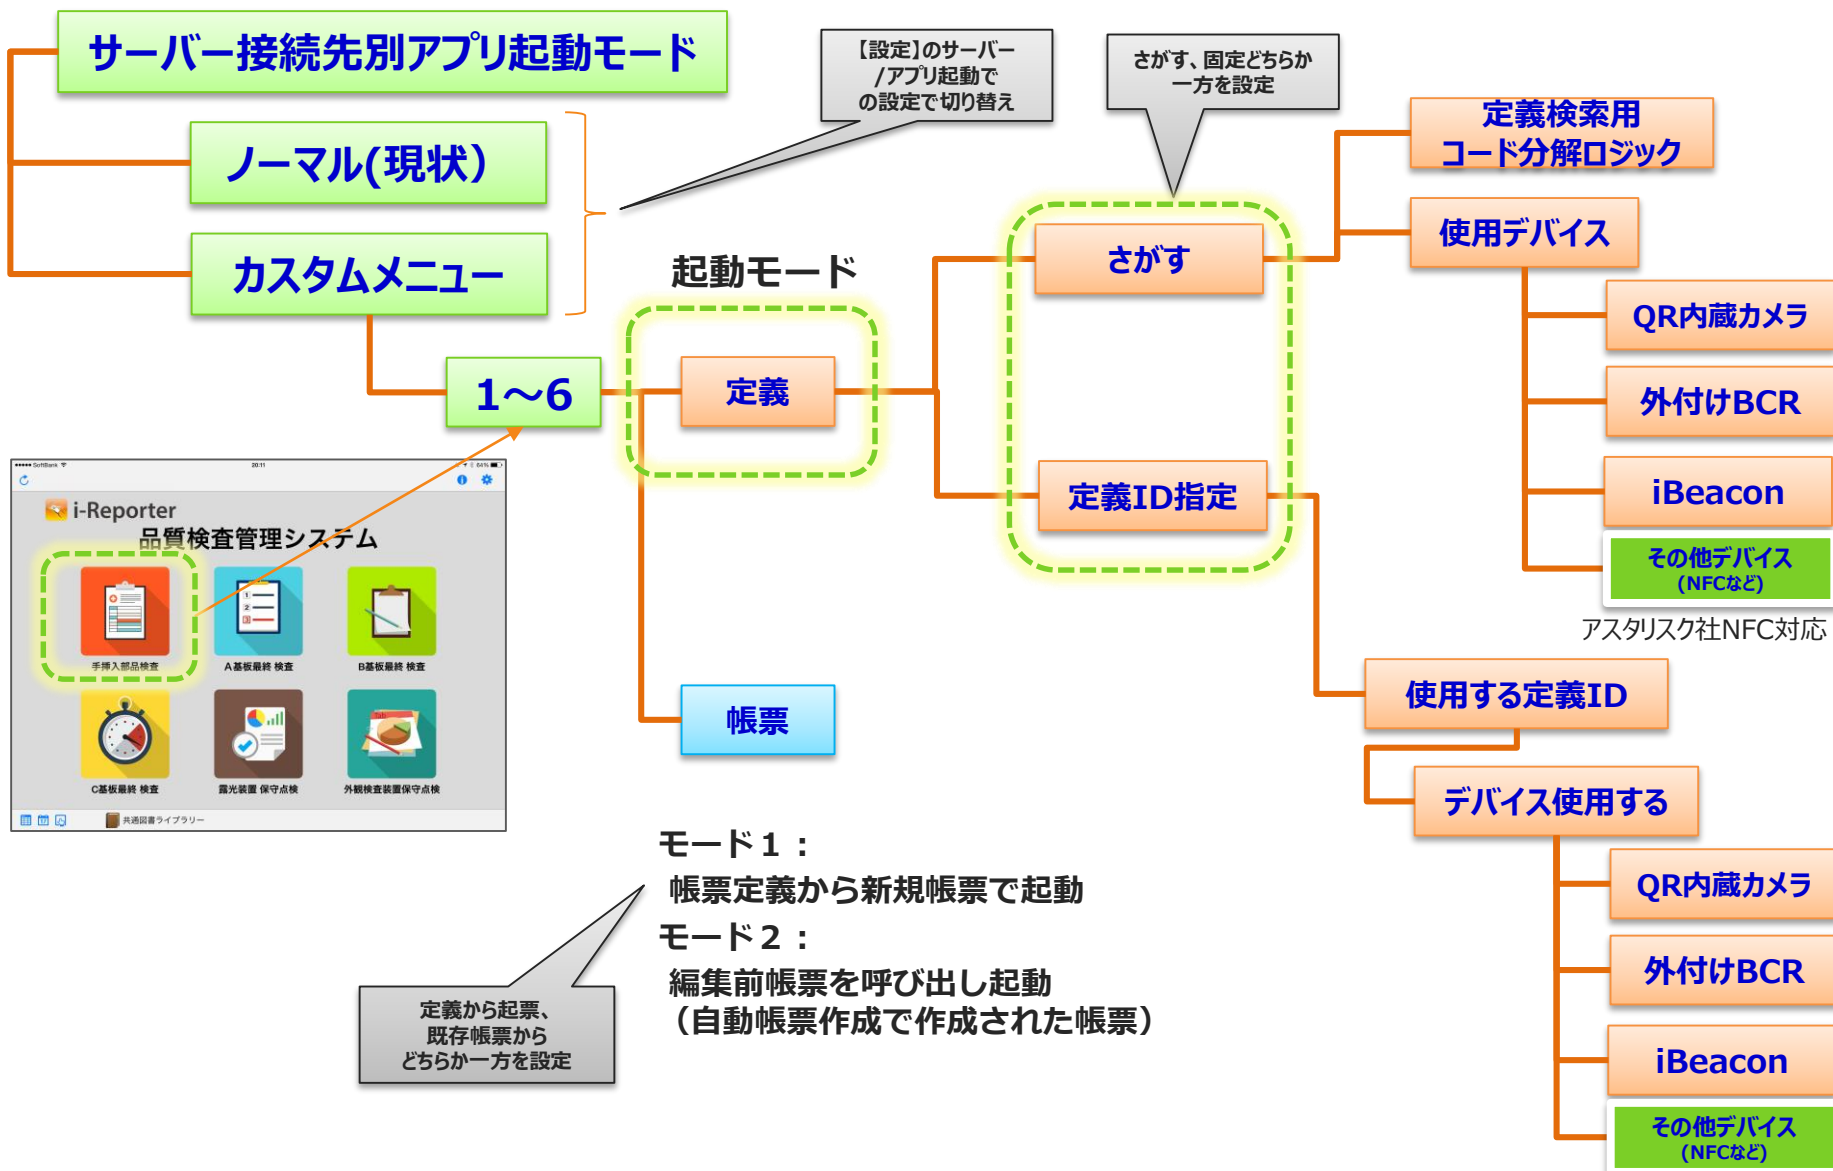 サーバー接続先別アプリ起動モード
ノーマル(現状）
カスタムメニュー
【設定】のサーバー
/アプリ起動で
の設定で切り替え
さがす、固定どちらか
一方を設定
定義検索用
コード分解ロジック
使用デバイス
起動モード
さがす
QR内蔵カメラ
1～6
定義
外付けBCR
定義ID指定
iBeacon
その他デバイス
(NFCなど)
アスタリスク社NFC対応
SoftBank
20:11
64%
i-Reporter
品質検査管理システム
手挿入部品検査
A基板最終 検査
B基板最終 検査
C基板最終 検査
露光装置 保守点検
外観検査装置保守点検
共通図書ライブラリー
帳票
使用する定義ID
デバイス使用する
QR内蔵カメラ
外付けBCR
iBeacon
その他デバイス
(NFCなど)
モード１：
帳票定義から新規帳票で起動
モード２：
編集前帳票を呼び出し起動
（自動帳票作成で作成された帳票）
定義から起票、
既存帳票から
どちらか一方を設定